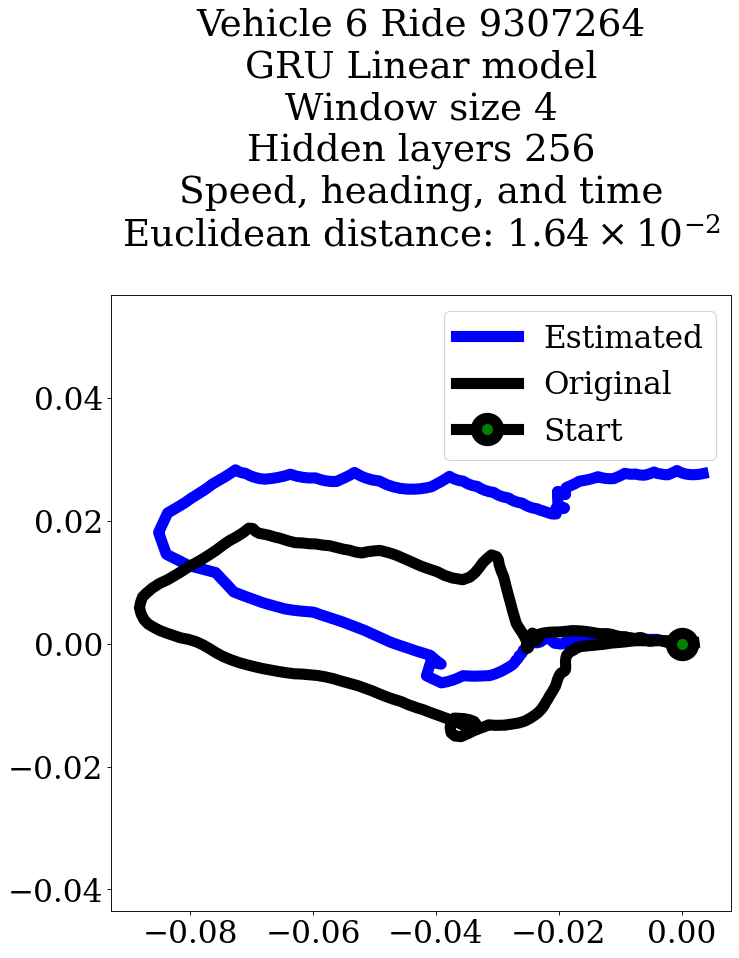 Vehicle 6 Ride 9307264
GRU Linear model
Window size 4
Hidden layers 256
Speed, heading, and time
Euclidean distance: 1.64 × 10⁻²
Estimated
Original
Start
0.04
0.02
0.00
−0.02
−0.04
−0.08 −0.06 −0.04 −0.02 0.00